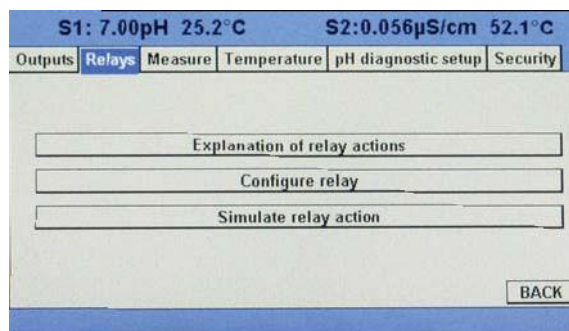 S1: 7.00pH 25.2°C S2:0.056µS/cm 52.1°C
Outputs Relays Measure Temperature pH diagnostic setup Security
Explanation of relay actions
Configure relay
Simulate relay action
BACK